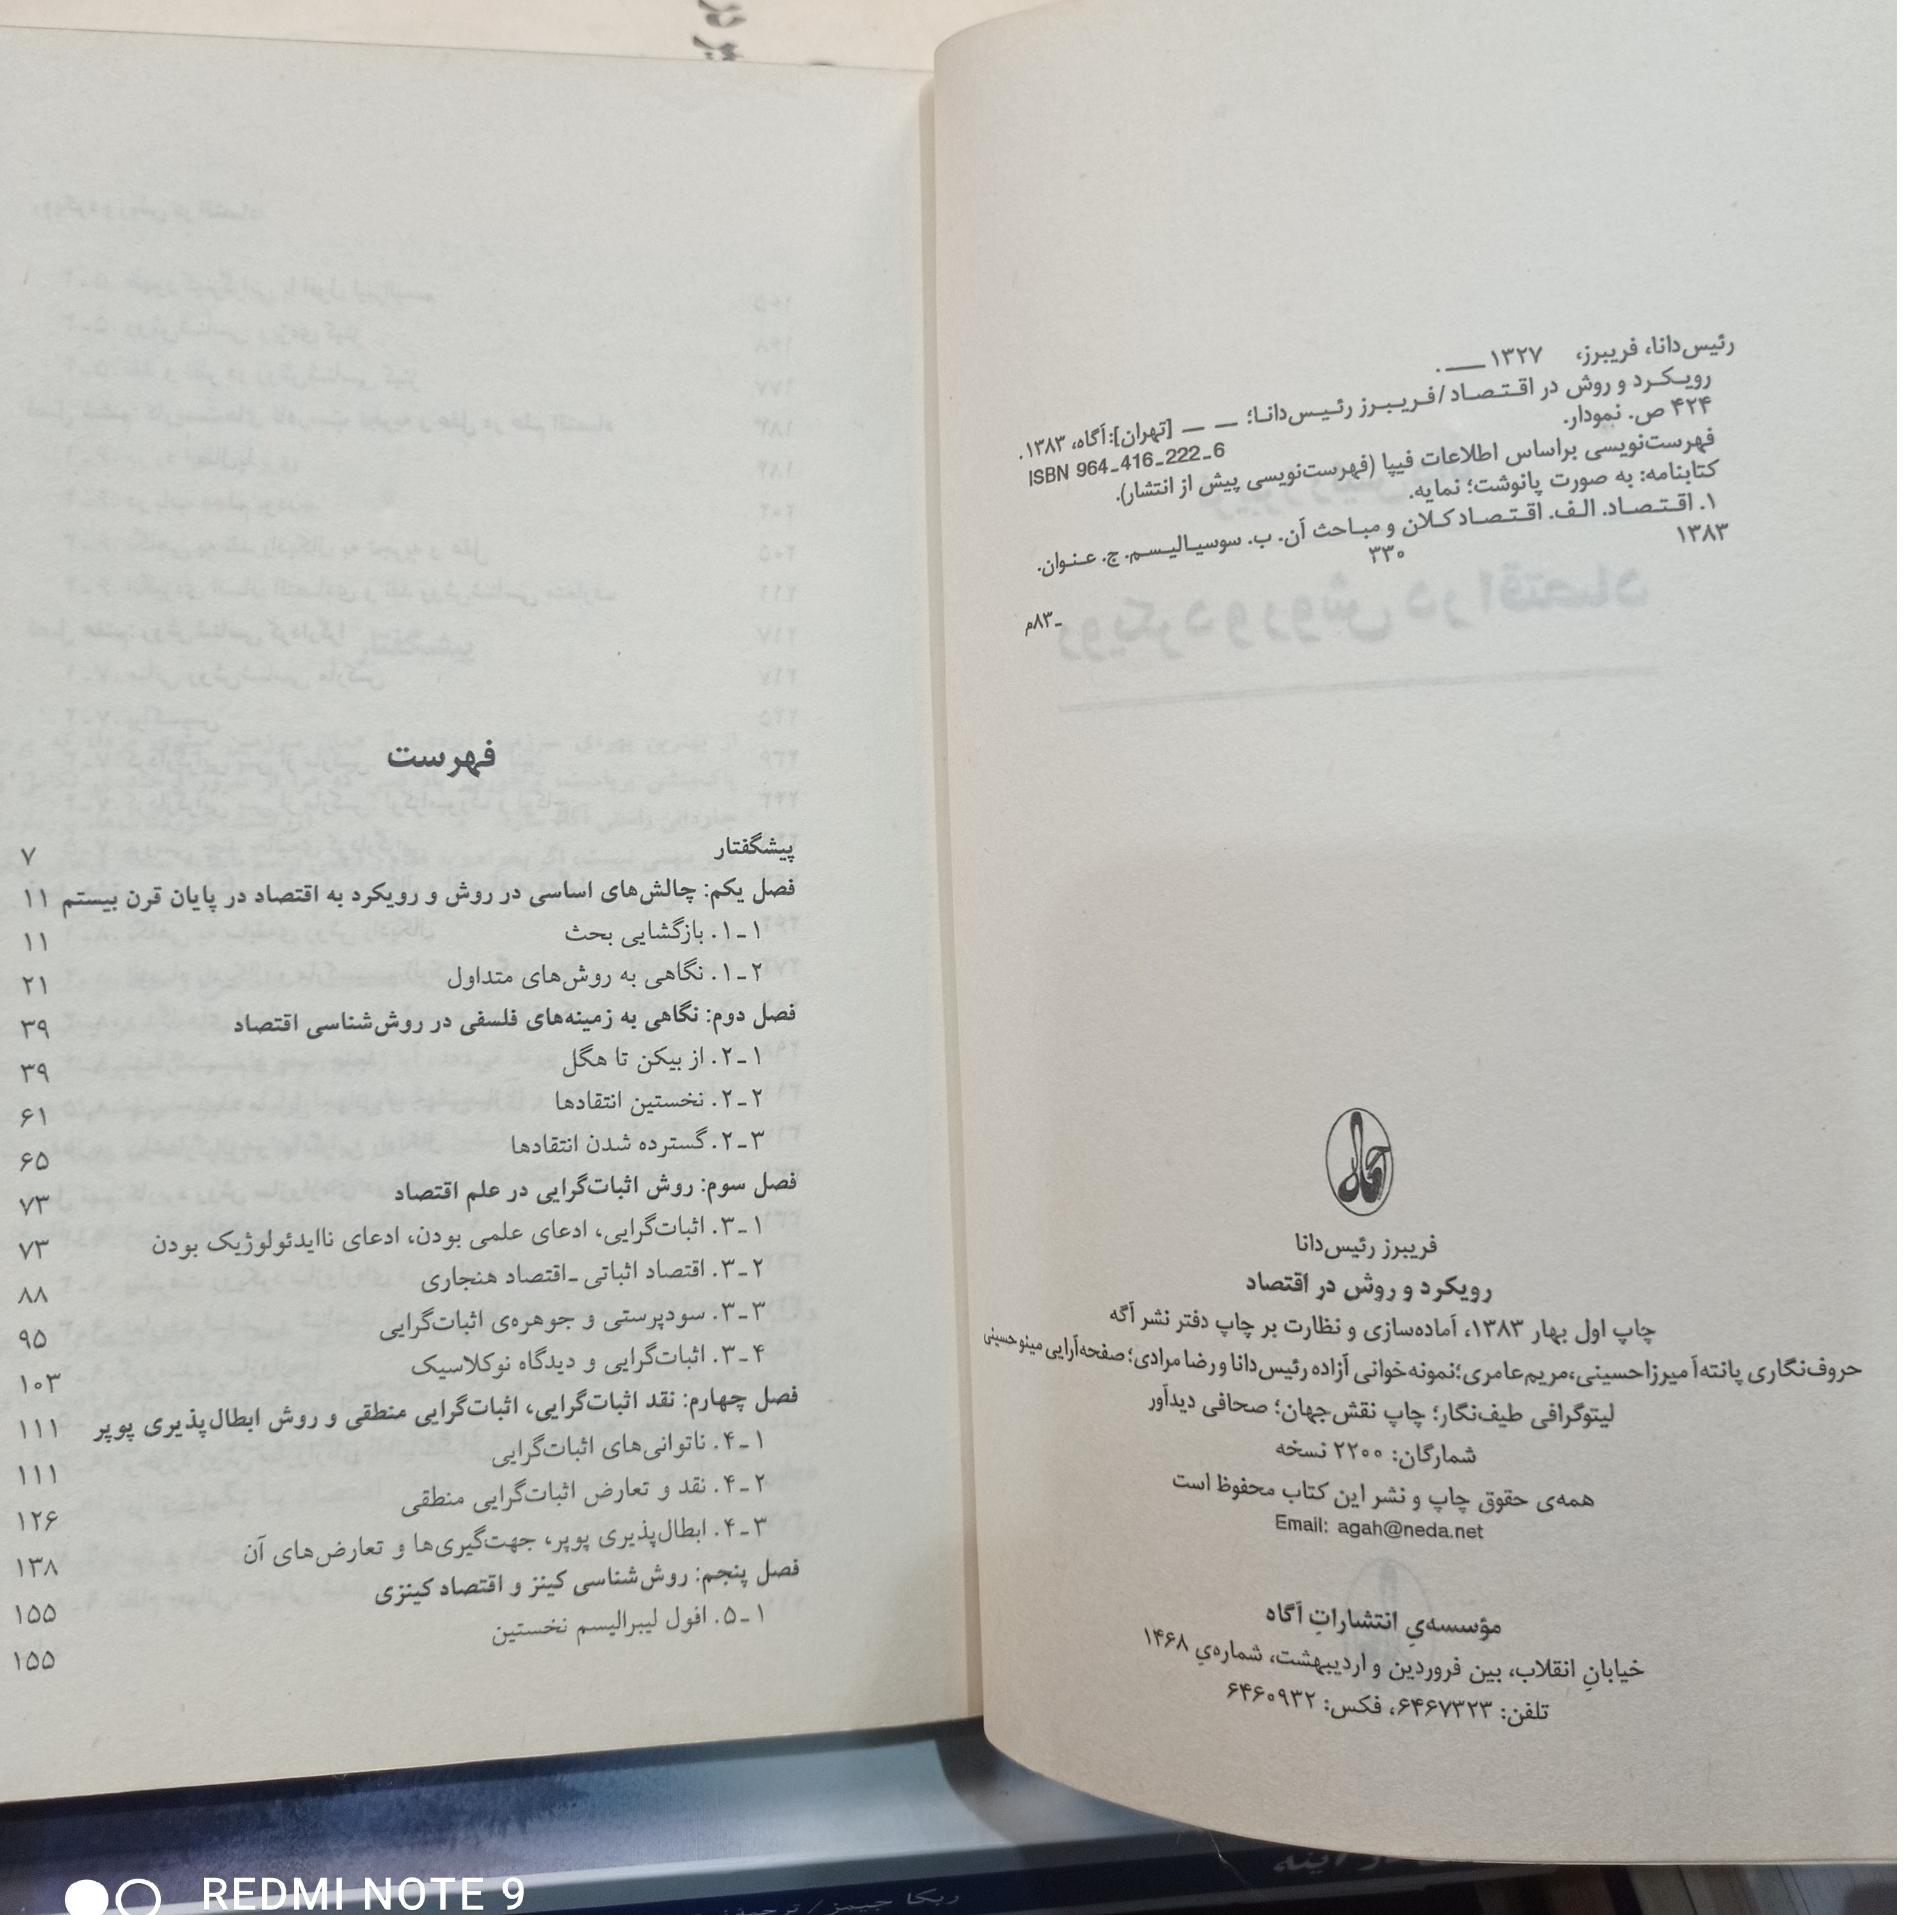 رئیس‌دانا، فریبرز، ۱۳۲۷ ــ .
رویکرد و روش در اقتصاد / فریبرز رئیس‌دانا؛ — — [تهران]: آگاه، ۱۳۸۳.
۴۲۴ ص. نمودار.
ISBN 964-416-222-6
فهرست‌نویسی براساس اطلاعات فیپا (فهرست‌نویسی پیش از انتشار).
کتابنامه: به صورت پانوشت؛ نمایه.
۱. اقتصاد. الف. اقتصاد کلان و مباحث آن. ب. سوسیالیسم. ج. عنوان.
۱۳۸۳ ۳۳۰
ـ۸۳م
آگاه
فریبرز رئیس‌دانا
رویکرد و روش در اقتصاد
چاپ اول بهار ۱۳۸۳، آماده‌سازی و نظارت بر چاپ دفتر نشر آگه
حروف‌نگاری پانته‌آ میرزاحسینی،مریم‌عامری؛نمونه‌خوانی آزاده رئیس‌دانا و رضا مرادی؛ صفحه‌آرایی مینو حسینی
لیتوگرافی طیف‌نگار؛ چاپ نقش‌جهان؛ صحافی دیدآور
شمارگان: ۲۲۰۰ نسخه
همه‌ی حقوق چاپ و نشر این کتاب محفوظ است
Email: agah@neda.net
مؤسسه‌یِ انتشاراتِ آگاه
خیابانِ انقلاب، بین فروردین و اردیبهشت، شماره‌یِ ۱۴۶۸
تلفن: ۶۴۶۷۳۲۳، فکس: ۶۴۶۰۹۳۲
فهرست
پیشگفتار ۷
فصل یکم: چالش‌های اساسی در روش و رویکرد به اقتصاد در پایان قرن بیستم ۱۱
۱ـ۱. بازگشایی بحث ۱۱
۲ـ۱. نگاهی به روش‌های متداول ۲۱
فصل دوم: نگاهی به زمینه‌های فلسفی در روش‌شناسی اقتصاد ۳۹
۱ـ۲. از بیکن تا هگل ۳۹
۲ـ۲. نخستین انتقادها ۶۱
۳ـ۲. گسترده شدن انتقادها ۶۵
فصل سوم: روش اثبات‌گرایی در علم اقتصاد ۷۳
۱ـ۳. اثبات‌گرایی، ادعای علمی بودن، ادعای ناایدئولوژیک بودن ۷۳
۲ـ۳. اقتصاد اثباتی ـ اقتصاد هنجاری ۸۸
۳ـ۳. سودپرستی و جوهره‌ی اثبات‌گرایی ۹۵
۴ـ۳. اثبات‌گرایی و دیدگاه نوکلاسیک ۱۰۳
فصل چهارم: نقد اثبات‌گرایی، اثبات‌گرایی منطقی و روش ابطال‌پذیری پوپر ۱۱۱
۱ـ۴. ناتوانی‌های اثبات‌گرایی ۱۱۱
۲ـ۴. نقد و تعارض اثبات‌گرایی منطقی ۱۲۶
۳ـ۴. ابطال‌پذیری پوپر، جهت‌گیری‌ها و تعارض‌های آن ۱۳۸
فصل پنجم: روش‌شناسی کینز و اقتصاد کینزی ۱۵۵
۱ـ۵. افول لیبرالیسم نخستین ۱۵۵
ربکا جیمز / ترجمه
REDMI NOTE 9